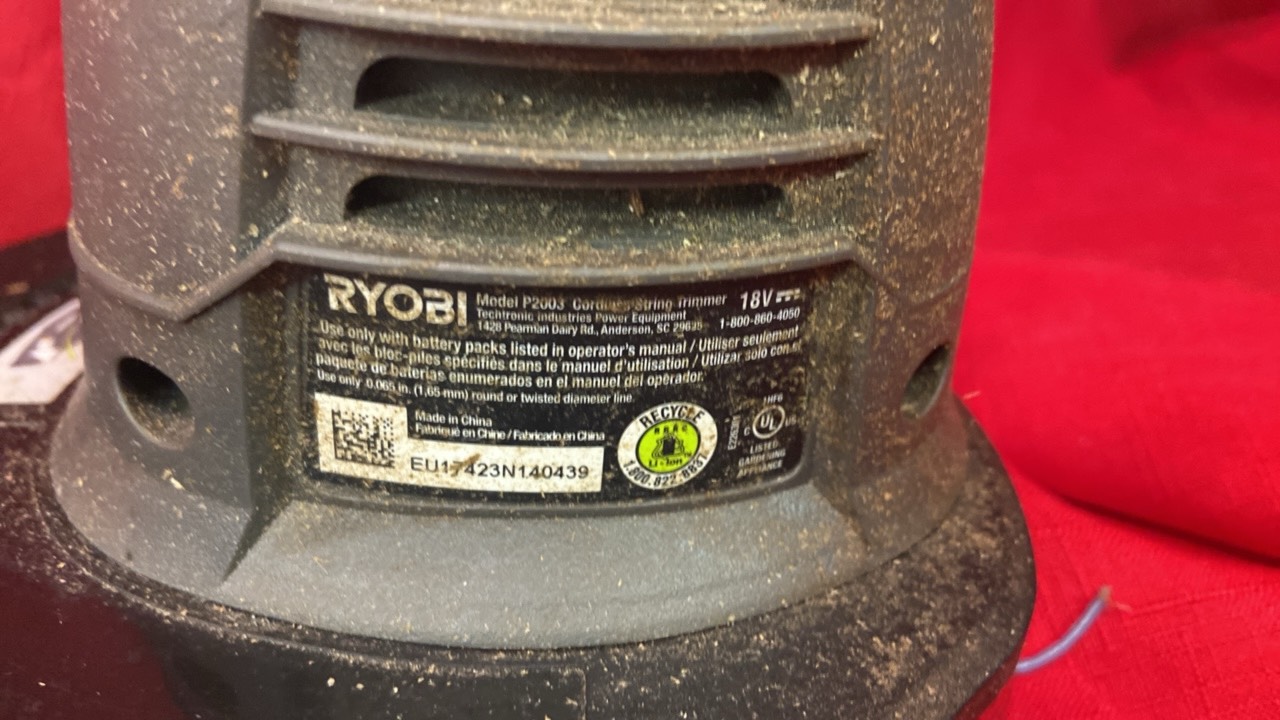 RYOBI
Model P2003 Cordless String Trimmer 18V
Techtronic Industries Power Equipment
1428 Pearman Dairy Rd., Anderson, SC 29625 1-800-860-4050
Use only with battery packs listed in operator's manual / Utiliser seulement
avec les bloc-piles spécifiés dans le manuel d'utilisation / Utilizar sólo con el
paquete de baterías enumerados en el manuel del operador.
Use only 0.065 in. (1,65 mm) round or twisted diameter line.
Made in China
Fabriqué en Chine / Fabricado en China
EU17423N140439
RECYCLE
RBRC
Li-Ion
1.800.822.8837
C UL US
LISTED
GARDENING
APPLIANCE